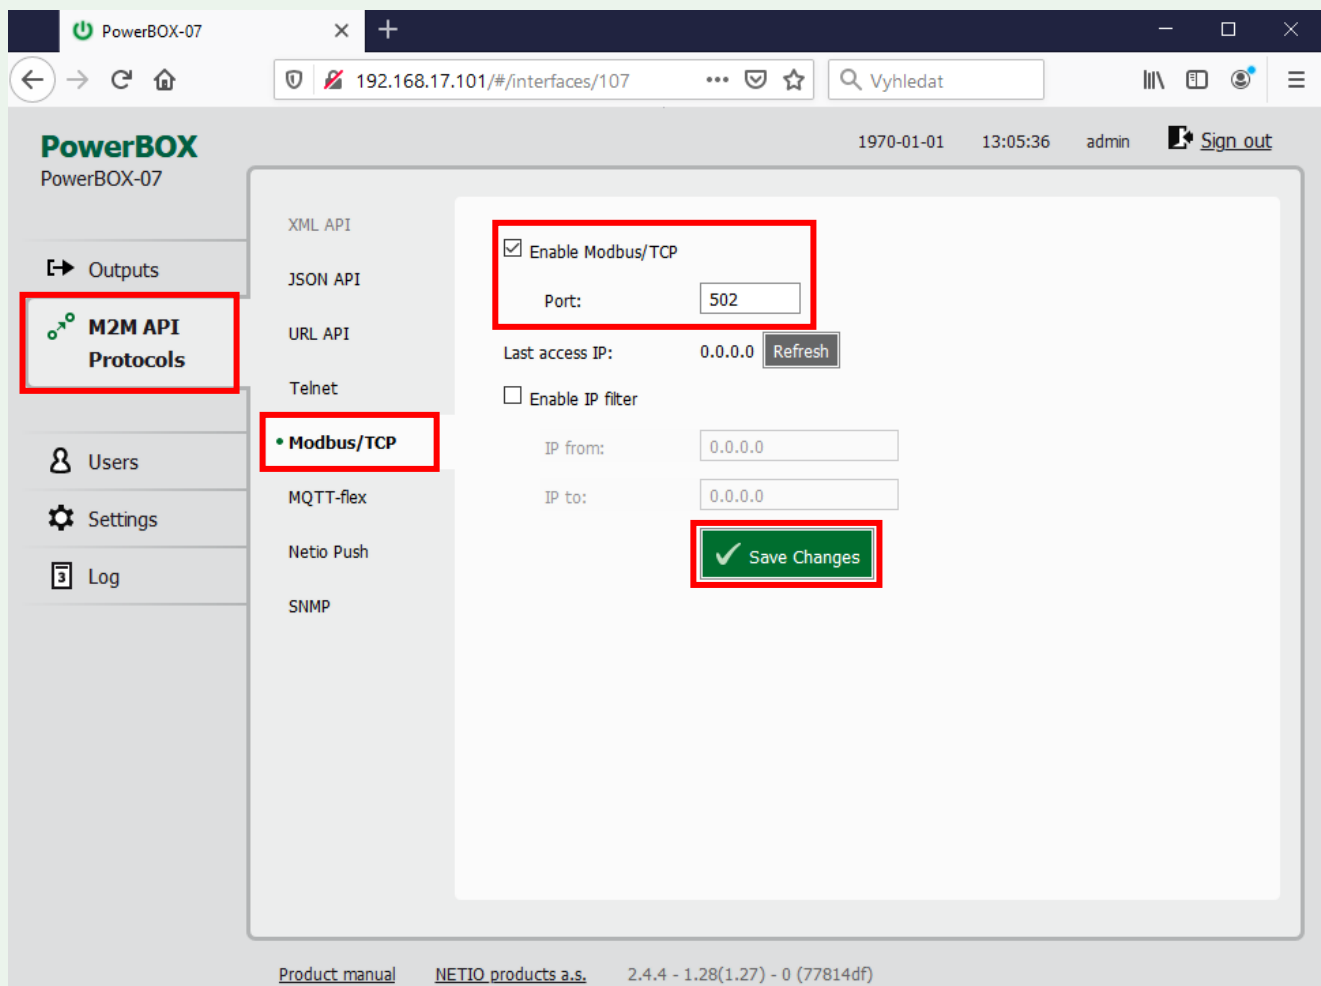 PowerBOX-07
192.168.17.101/#/interfaces/107
Vyhledat
PowerBOX
PowerBOX-07
1970-01-01 13:05:36 admin Sign out
Outputs
M2M API
Protocols
Users
Settings
3 Log
XML API
JSON API
URL API
Telnet
Modbus/TCP
MQTT-flex
Netio Push
SNMP
Enable Modbus/TCP
Port: 502
Last access IP: 0.0.0.0 Refresh
Enable IP filter
IP from: 0.0.0.0
IP to: 0.0.0.0
Save Changes
Product manual NETIO products a.s. 2.4.4 - 1.28(1.27) - 0 (77814df)